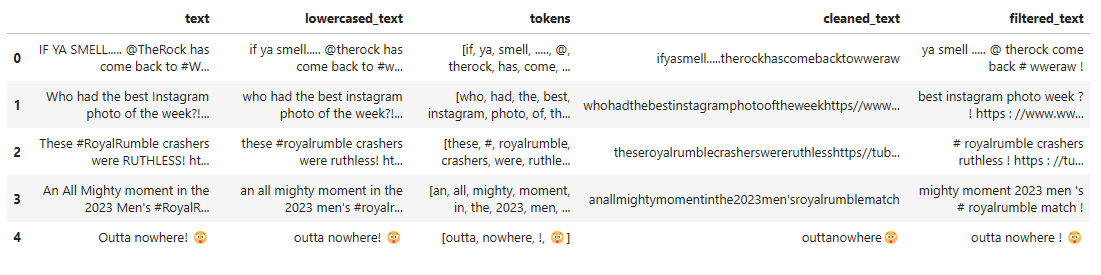 text lowercased_text tokens cleaned_text filtered_text
0 IF YA SMELL..... @TheRock has come back to #W... if ya smell..... @therock has come back to #w... [if, ya, smell, ....., @, therock, has, come, ... ifyasmell.....therockhascomebacktowweraw ya smell ..... @ therock come back # wweraw !
1 Who had the best Instagram photo of the week?!... who had the best instagram photo of the week?!... [who, had, the, best, instagram, photo, of, th... whohadthebestinstagramphotooftheweekhttps//www... best instagram photo week ? ! https : //www.ww...
2 These #RoyalRumble crashers were RUTHLESS! ht... these #royalrumble crashers were ruthless! ht... [these, #, royalrumble, crashers, were, ruthle... theseroyalrumblecrasherswereruthlesshttps//tub... # royalrumble crashers ruthless ! https : //tu...
3 An All Mighty moment in the 2023 Men's #RoyalR... an all mighty moment in the 2023 men's #royalr... [an, all, mighty, moment, in, the, 2023, men, ... anallmightymomentinthe2023men'sroyalrumblematch mighty moment 2023 men 's # royalrumble match !
4 Outta nowhere! 😳 outta nowhere! 😳 [outta, nowhere, !, 😳] outtanowhere😳 outta nowhere ! 😳